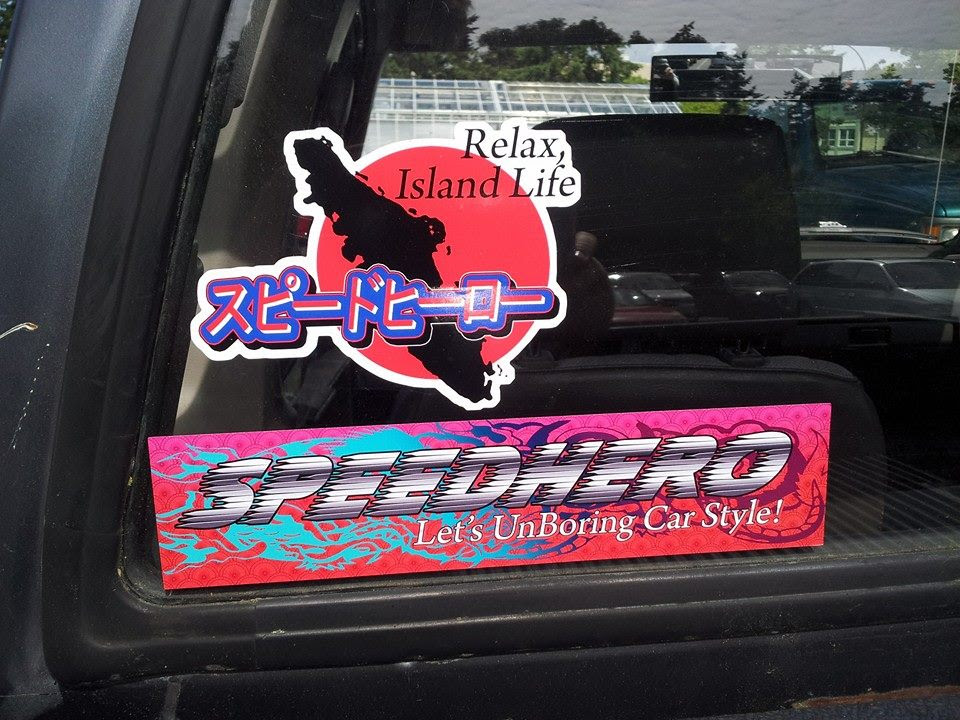 Relax,
Island Life
スピードヒーロー
SPEEDHERO
Let's UnBoring Car Style!